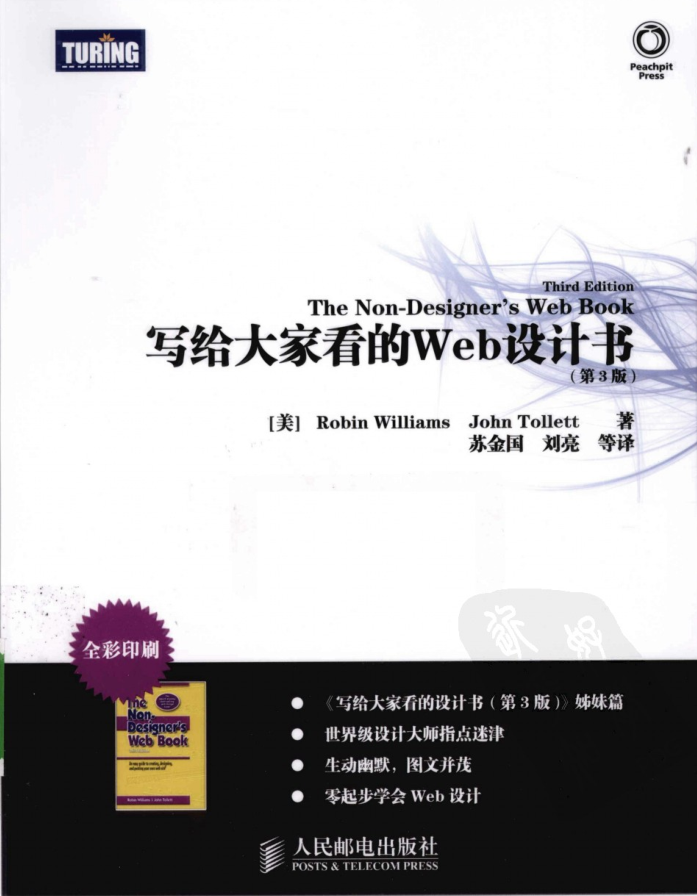 TURING
Peachpit
Press
Third Edition
The Non-Designer's Web Book
写给大家看的Web设计书
(第3版)
[美] Robin Williams John Tollett 著
苏金国 刘亮 等译
全彩印刷
The
Non-
Designer's
Web Book
Robin Williams & John Tollett
● 《写给大家看的设计书(第3版)》姊妹篇
● 世界级设计大师指点迷津
● 生动幽默，图文并茂
● 零起步学会Web设计
人民邮电出版社
POSTS & TELECOM PRESS